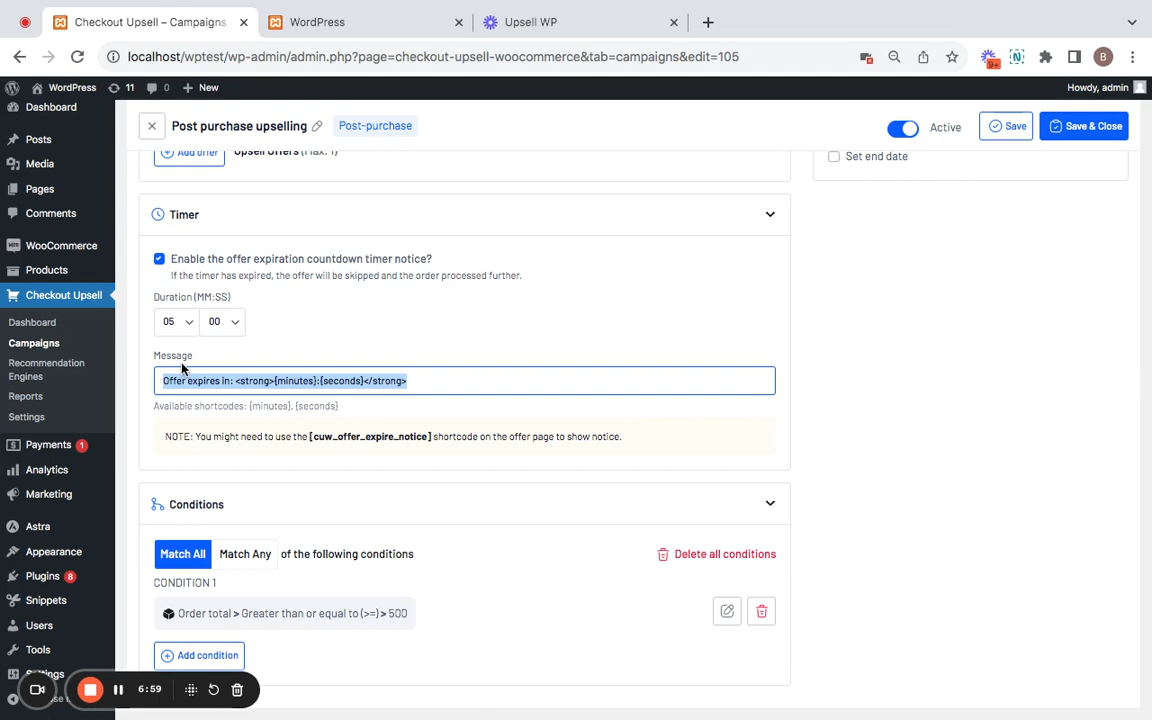 Checkout Upsell – Campaigns
WordPress
Upsell WP
localhost/wptest/wp-admin/admin.php?page=checkout-upsell-woocommerce&tab=campaigns&edit=105
9+
B
WordPress
11
0
New
Howdy, admin
Dashboard
Posts
Media
Pages
Comments
WooCommerce
Products
Checkout Upsell
Dashboard
Campaigns
Recommendation
Engines
Reports
Settings
Payments 1
Analytics
Marketing
Astra
Appearance
Plugins 8
Snippets
Users
Tools
6:59
Post purchase upselling
Post-purchase
Active
Save
Save & Close
Add offer
Upsell Offers (Max: 1)
Set end date
Timer
Enable the offer expiration countdown timer notice?
If the timer has expired, the offer will be skipped and the order processed further.
Duration (MM:SS)
05
00
Message
Offer expires in: <strong>{minutes}:{seconds}</strong>
Available shortcodes: {minutes}, {seconds}
NOTE: You might need to use the [cuw_offer_expire_notice] shortcode on the offer page to show notice.
Conditions
Match All
Match Any
of the following conditions
Delete all conditions
CONDITION 1
Order total > Greater than or equal to (>=) > 500
Add condition